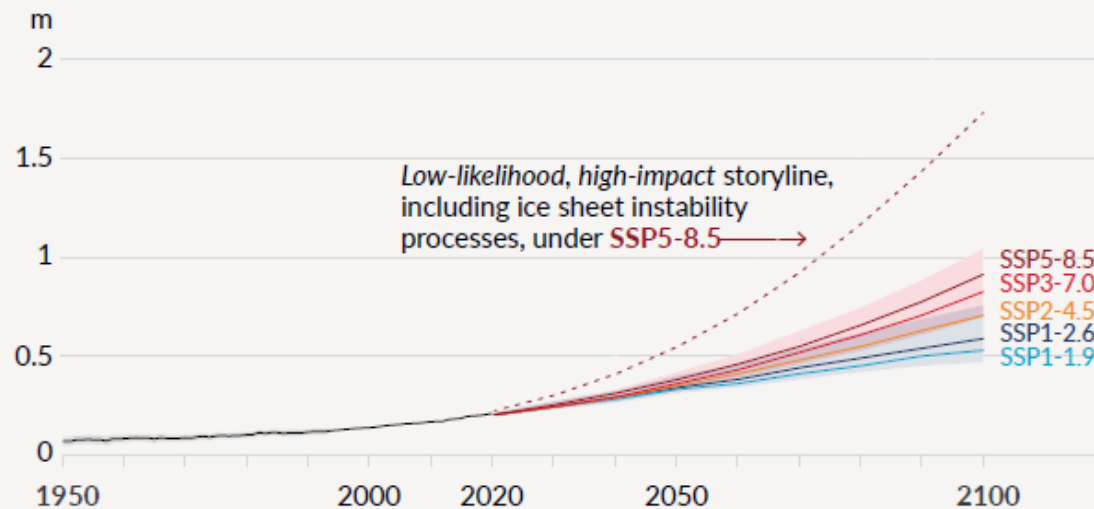 m
2
1.5
Low-likelihood, high-impact storyline,
including ice sheet instability
processes, under SSP5-8.5
1
SSP5-8.5
SSP3-7.0
SSP2-4.5
SSP1-2.6
SSP1-1.9
0.5
0
1950 2000 2020 2050 2100